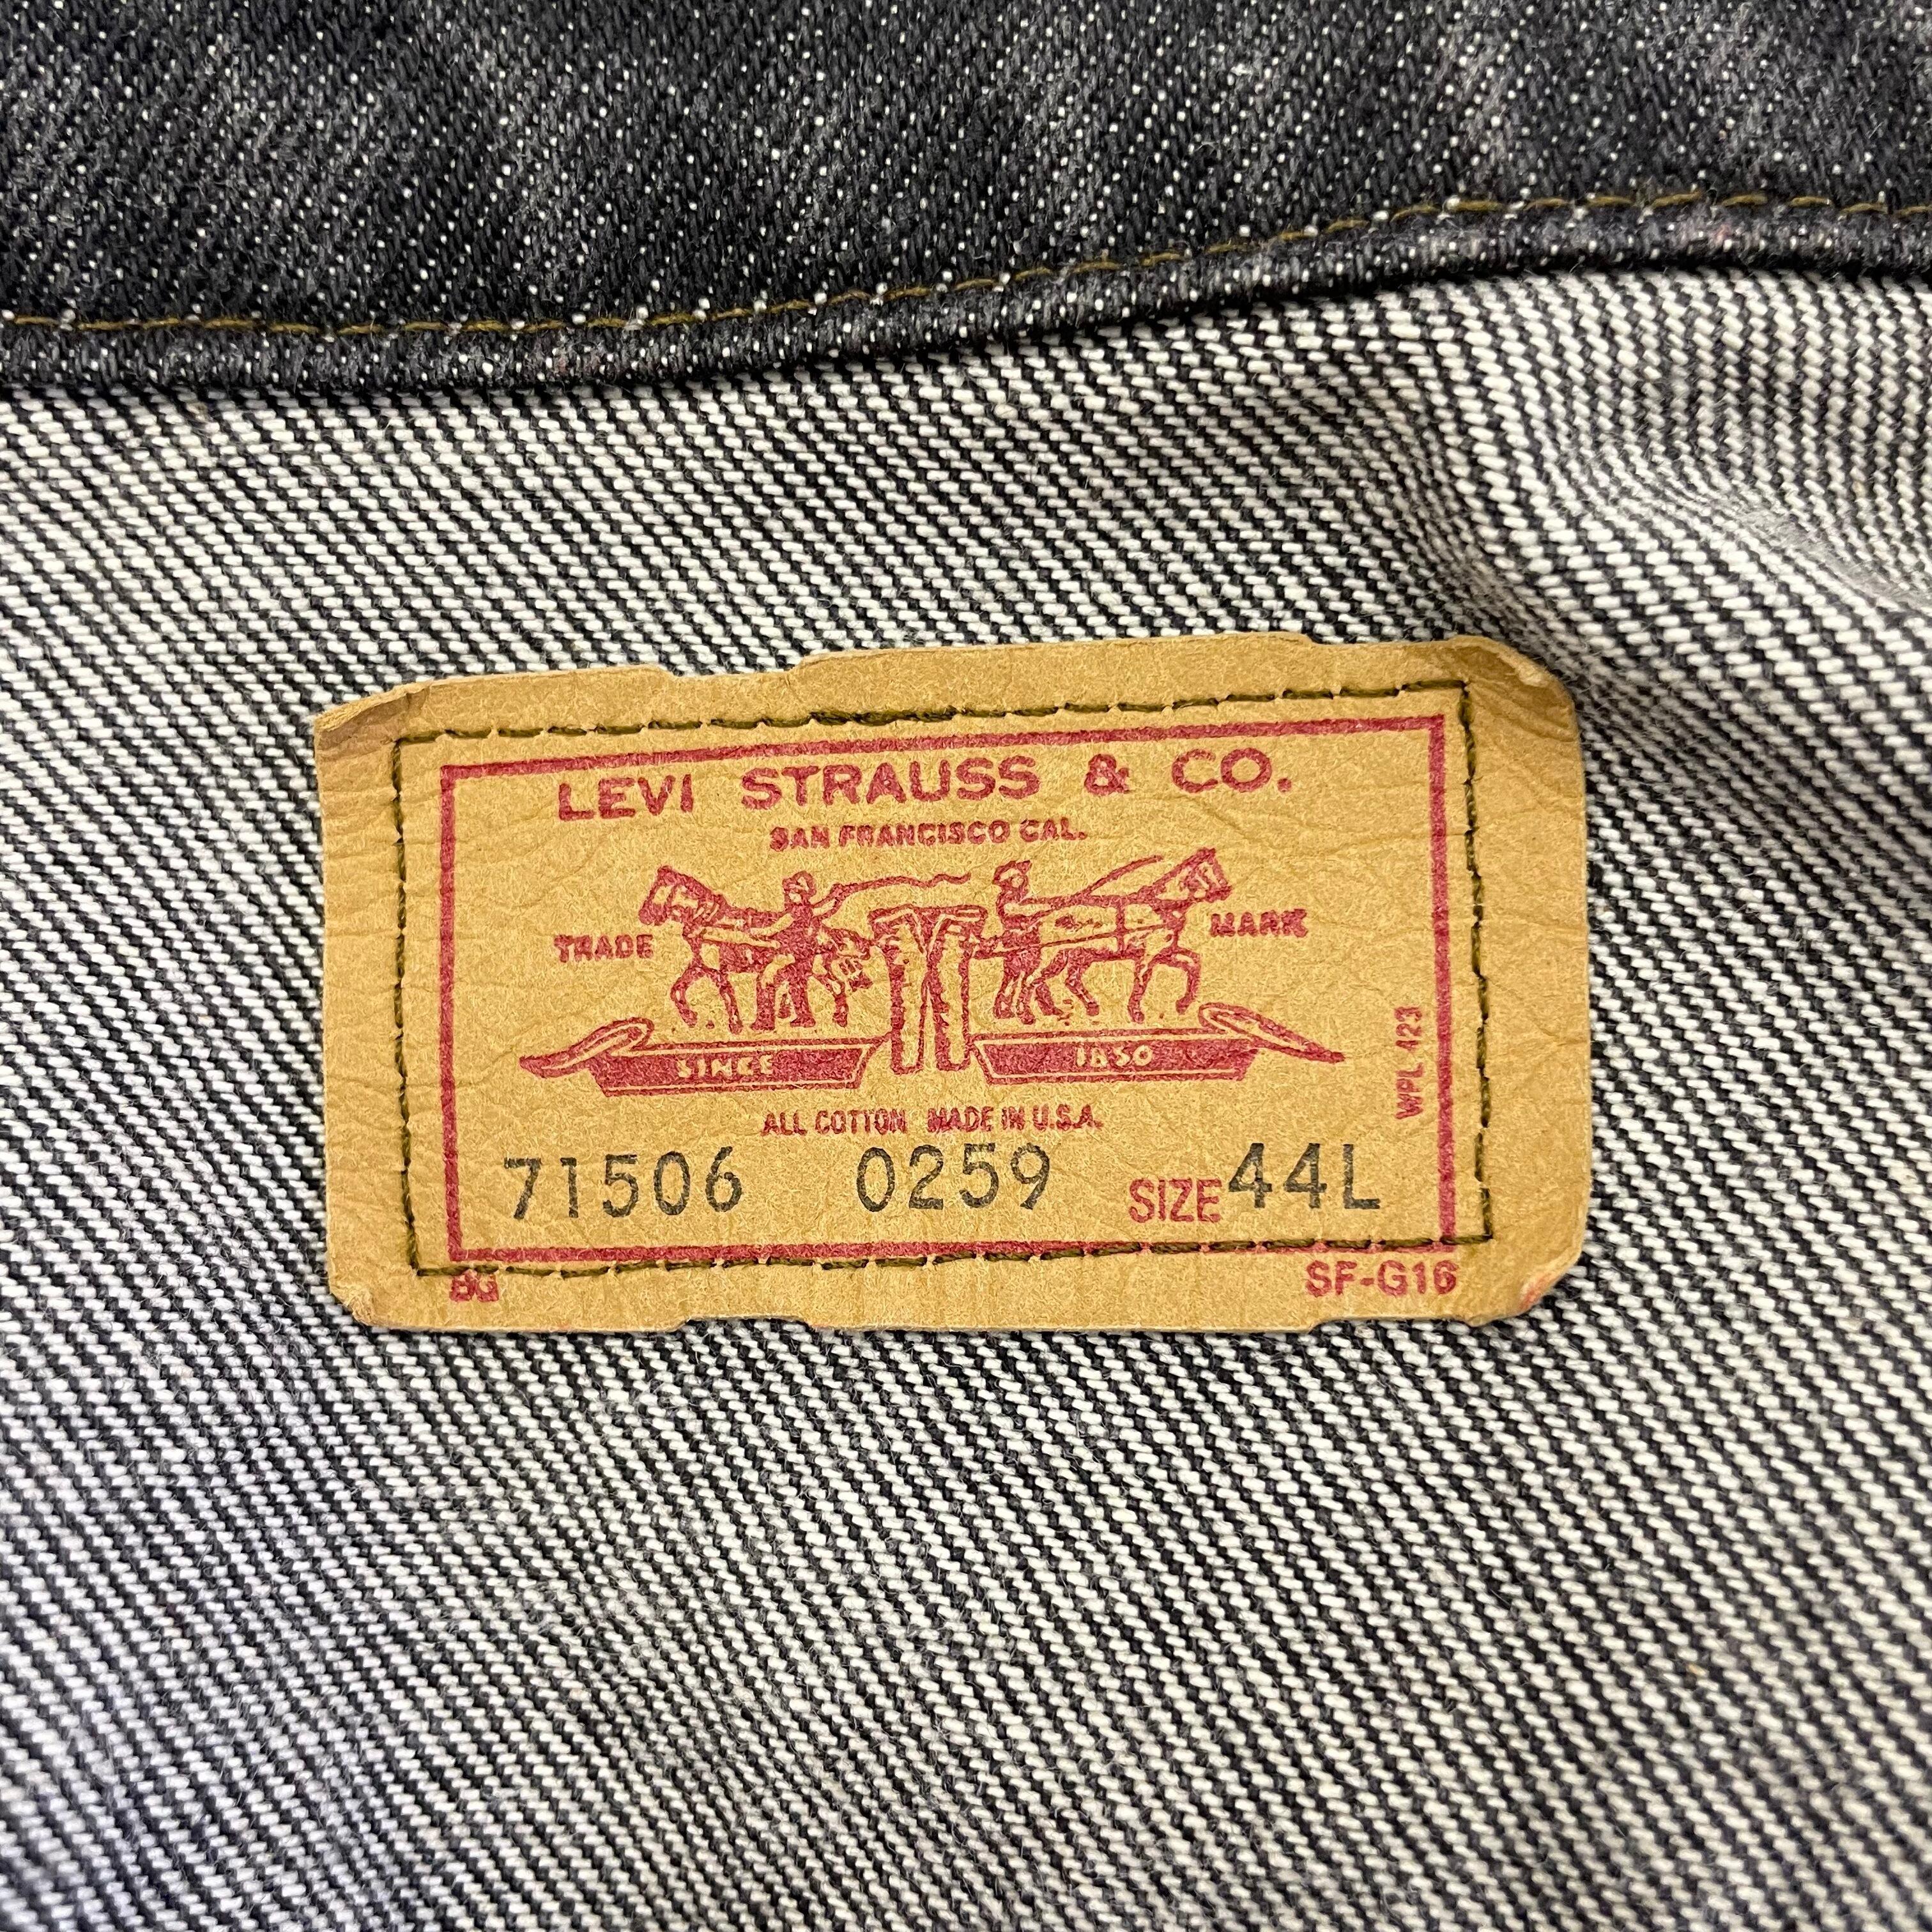 LEVI STRAUSS & CO.
SAN FRANCISCO CAL.
TRADE MARK
SINCE 1850
WPL 423
ALL COTTON MADE IN U.S.A.
71506 0259 SIZE 44L
BG SF-G16